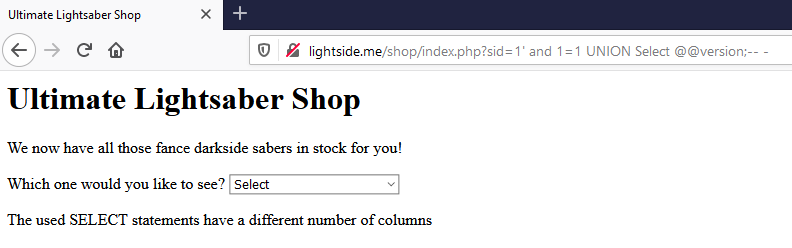 Ultimate Lightsaber Shop
lightside.me/shop/index.php?sid=1' and 1=1 UNION Select @@version;-- -
Ultimate Lightsaber Shop
We now have all those fance darkside sabers in stock for you!
Which one would you like to see? Select
The used SELECT statements have a different number of columns